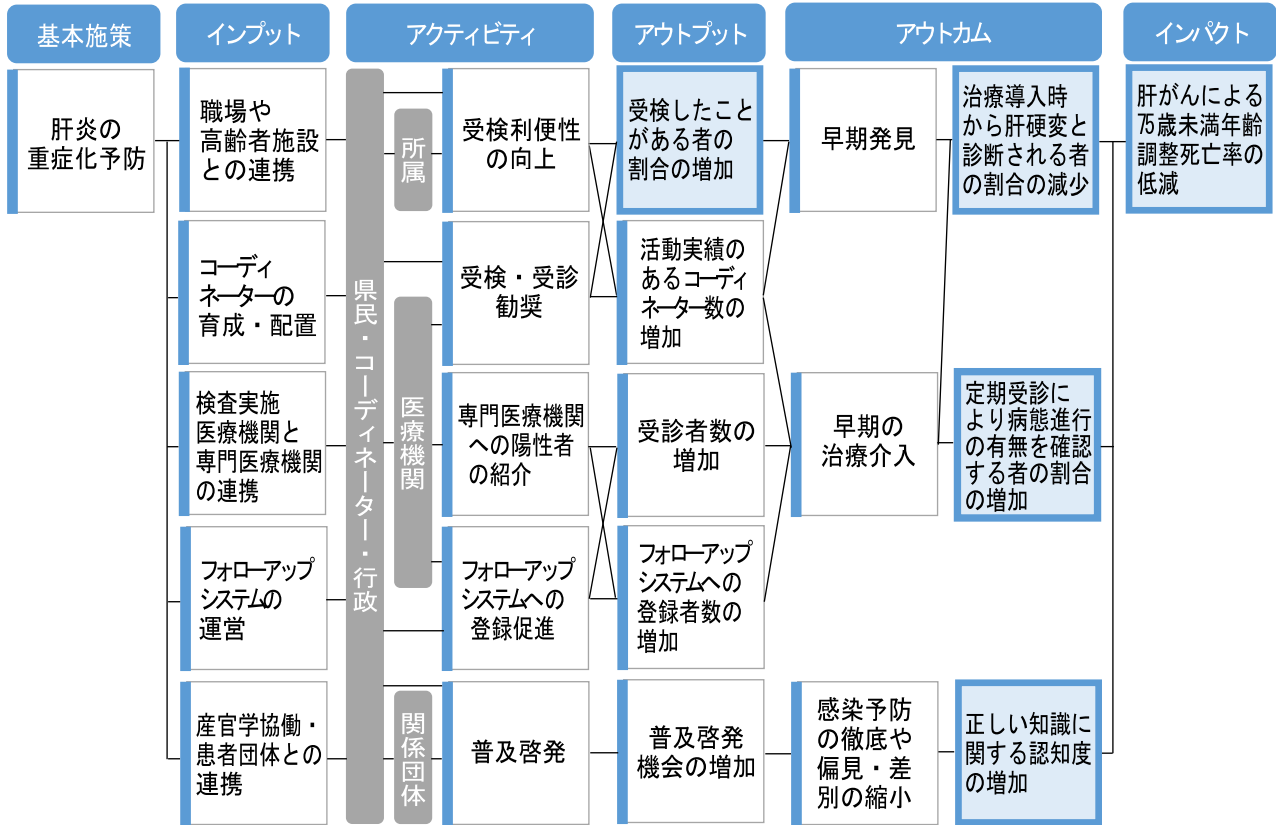 基本施策
インプット
アクティビティ
アウトプット
アウトカム
インパクト
肝炎の
重症化予防
職場や
高齢者施設
との連携
コーディ
ネーターの
育成・配置
検査実施
医療機関と
専門医療機関
の連携
フォローアップ
システムの
運営
産官学協働・
患者団体との
連携
県民・コーディネーター・行政
所属
医療機関
関係団体
受検利便性
の向上
受検・受診
勧奨
専門医療機関
への陽性者
の紹介
フォローアップ
システムへの
登録促進
普及啓発
受検したこと
がある者の
割合の増加
活動実績の
あるコーディ
ネーター数の
増加
受診者数の
増加
フォローアップ
システムへの
登録者数の
増加
普及啓発
機会の増加
早期発見
早期の
治療介入
感染予防
の徹底や
偏見・差
別の縮小
治療導入時
から肝硬変と
診断される者
の割合の減少
定期受診に
より病態進行
の有無を確認
する者の割合
の増加
正しい知識に
関する認知度
の増加
肝がんによる
75歳未満年齢
調整死亡率の
低減